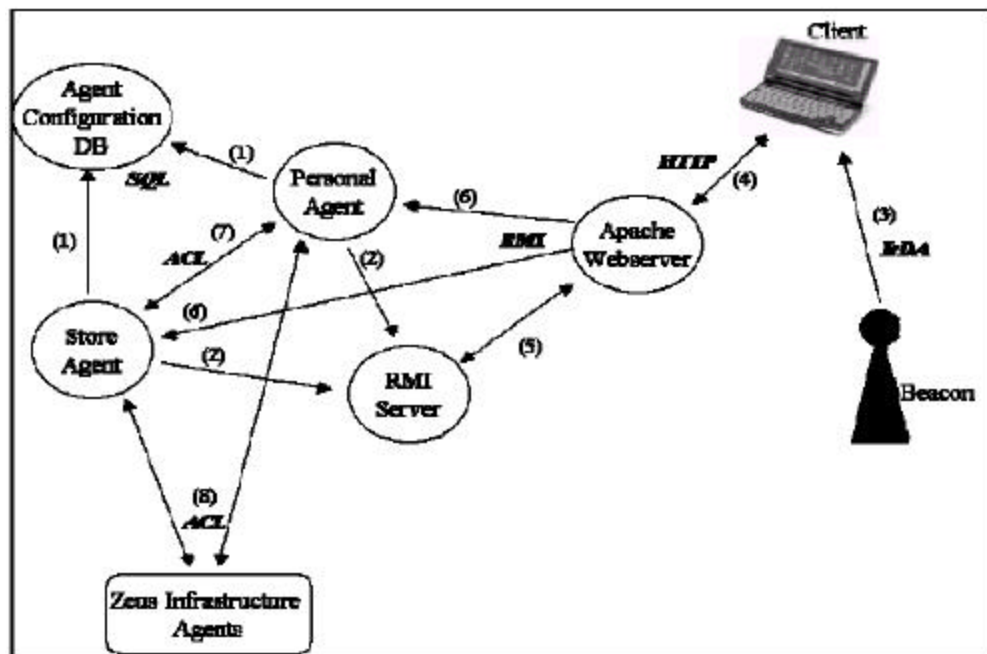 Client
Agent
Configuration
DB
(1)
SQL
Personal
Agent
HTTP
(4)
(6)
(3)
IrDA
Apache
Webserver
RMI
(1)
(7)
ACL
(2)
(6)
Store
Agent
(2)
(5)
RMI
Server
Beacon
(8)
ACL
Zeus Infrastructure
Agents